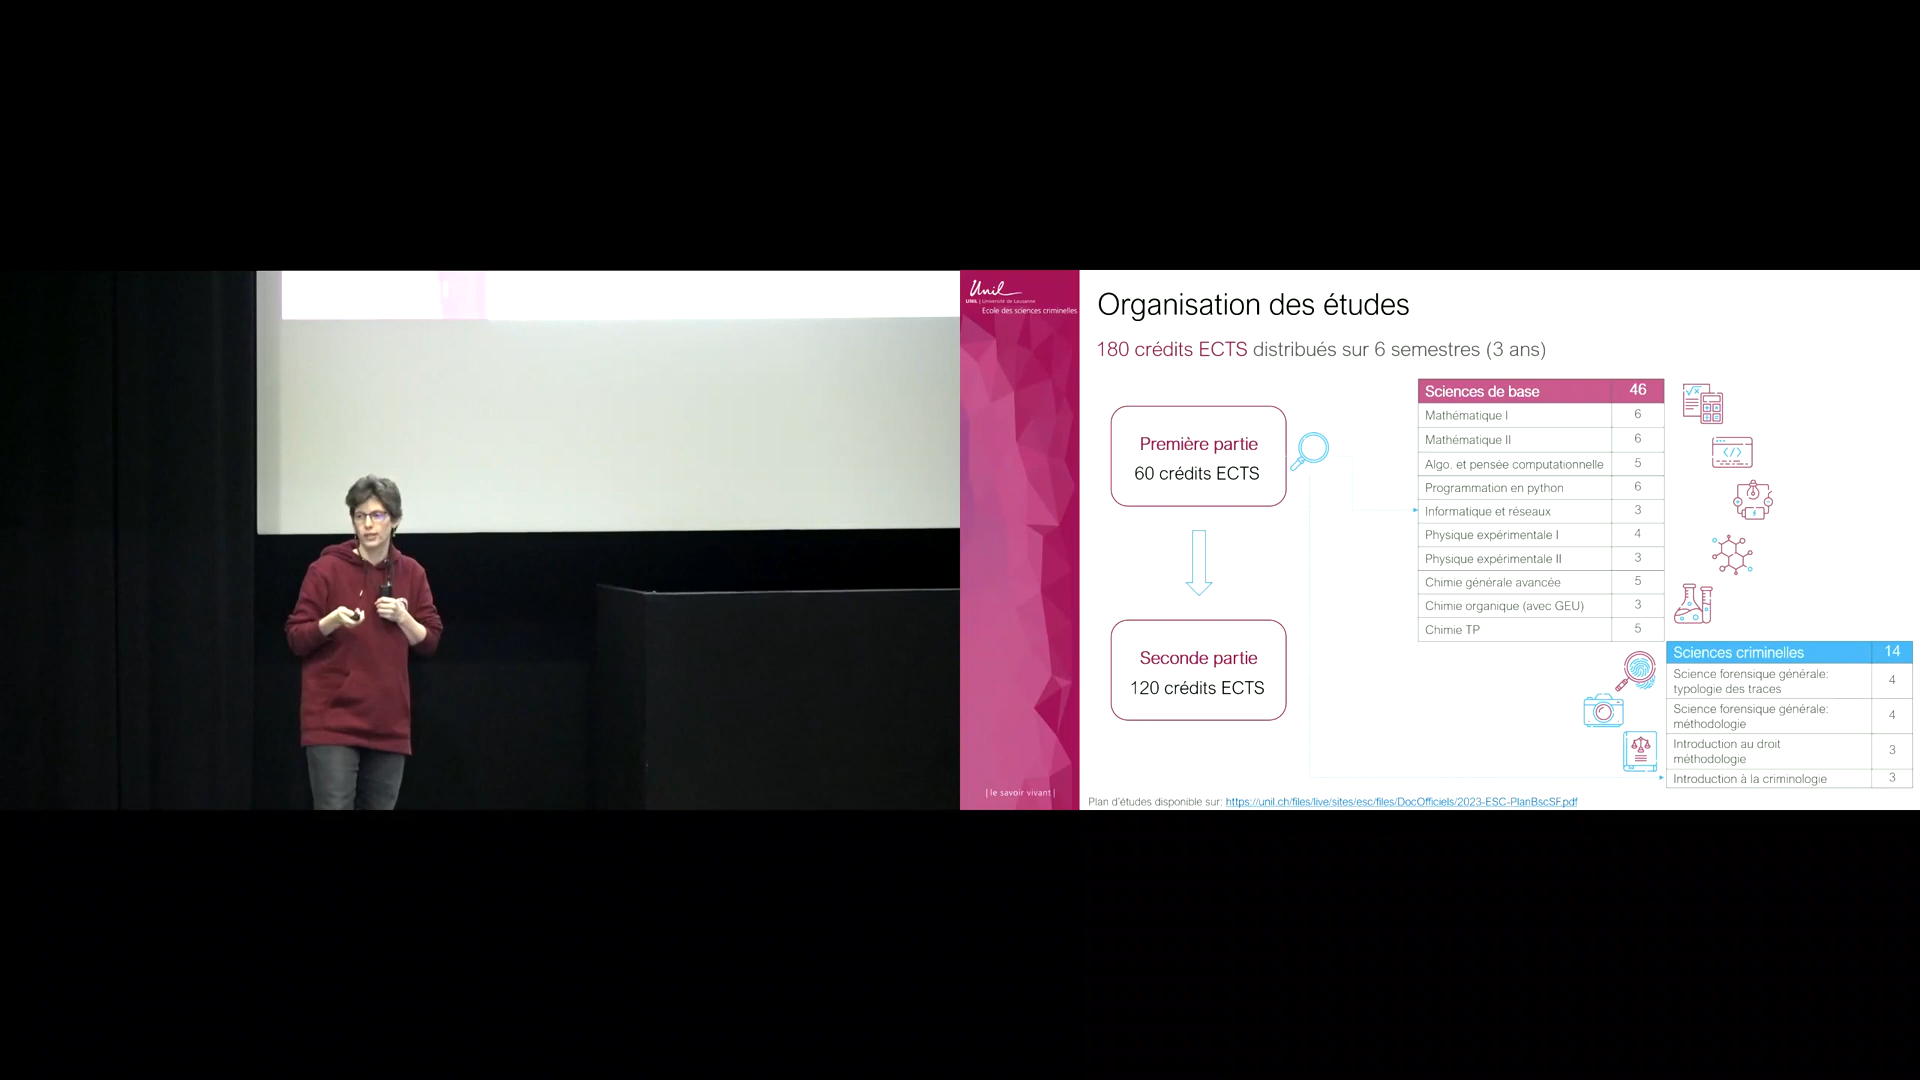 Unil
UNIL | Université de Lausanne
Ecole des sciences criminelles
Organisation des études
180 crédits ECTS distribués sur 6 semestres (3 ans)
Première partie
60 crédits ECTS
Seconde partie
120 crédits ECTS
Sciences de base 46
Mathématique I 6
Mathématique II 6
Algo. et pensée computationnelle 5
Programmation en python 6
Informatique et réseaux 3
Physique expérimentale I 4
Physique expérimentale II 3
Chimie générale avancée 5
Chimie organique (avec GEU) 3
Chimie TP 5
Sciences criminelles 14
Science forensique générale:
typologie des traces 4
Science forensique générale:
méthodologie 4
Introduction au droit
méthodologie 3
Introduction à la criminologie 3
| le savoir vivant |
Plan d'études disponible sur: https://unil.ch/files/live/sites/esc/files/DocOfficiels/2023-ESC-PlanBscSF.pdf